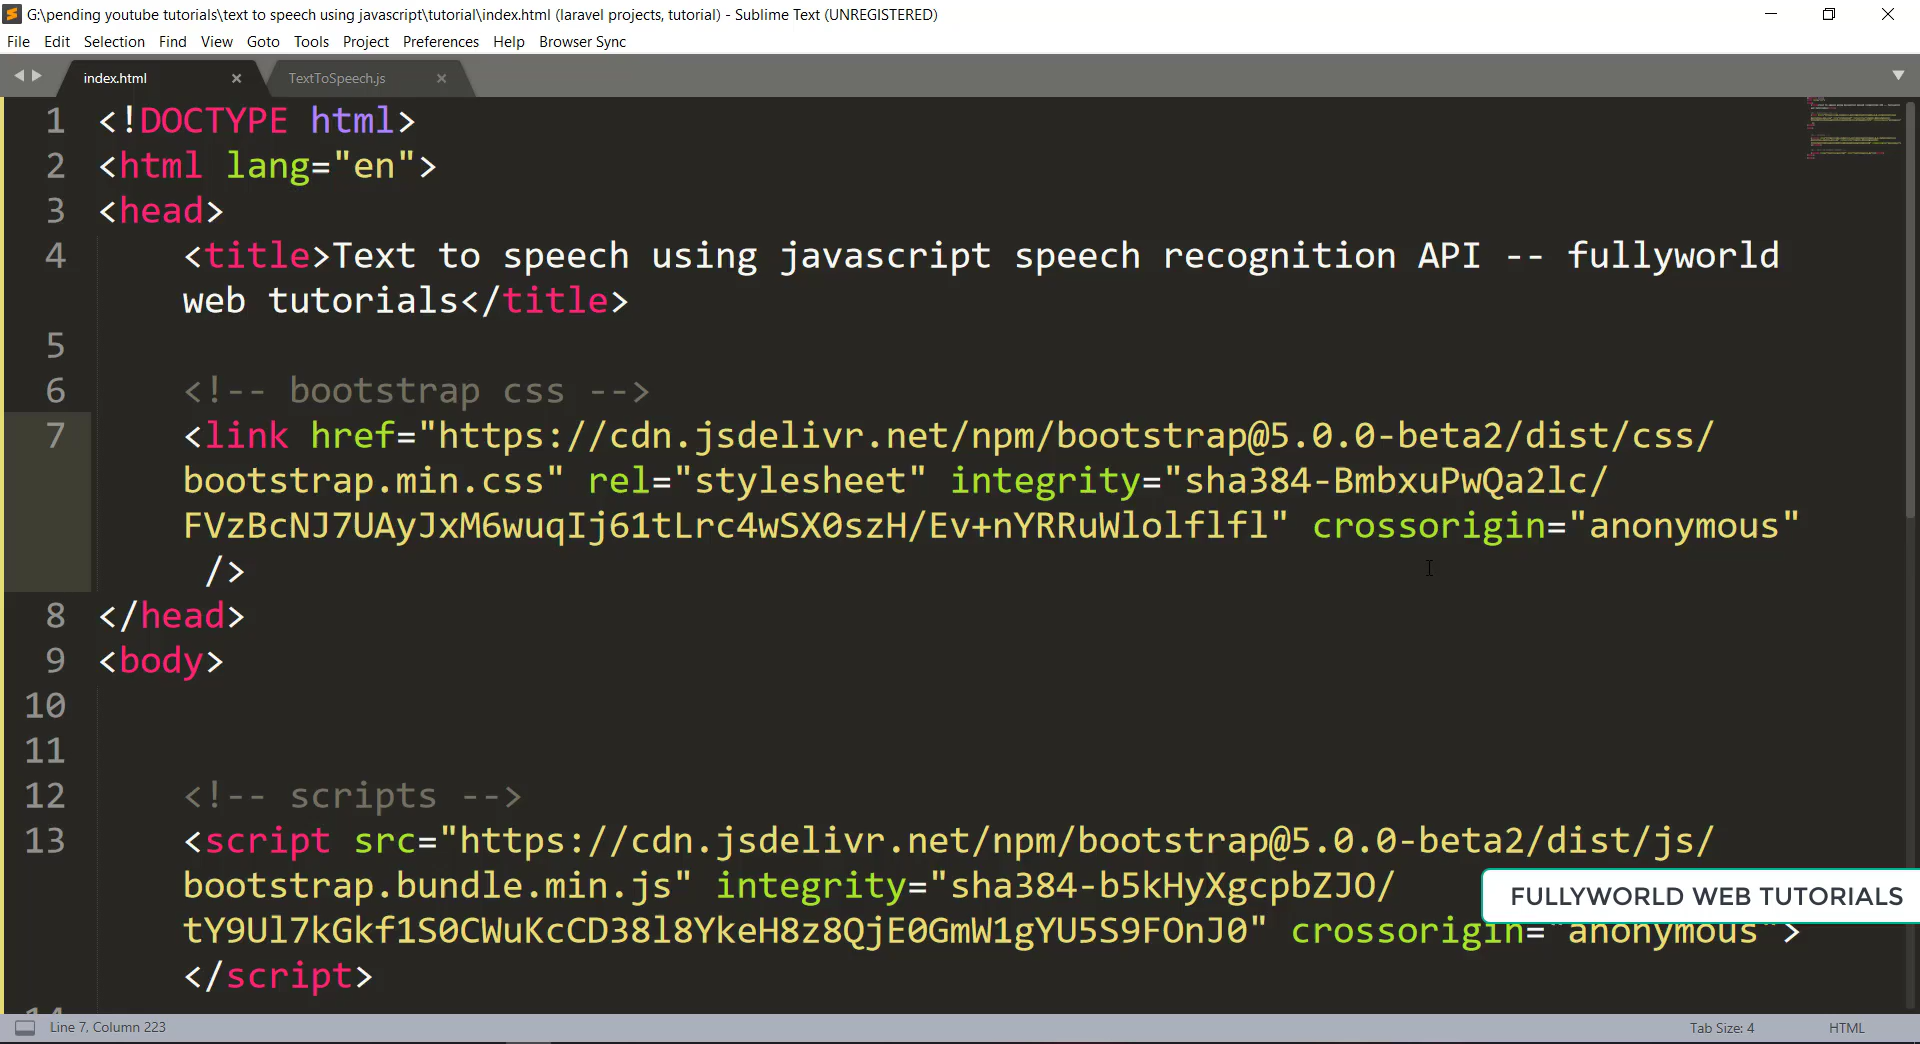 G:\pending youtube tutorials\text to speech using javascript\tutorial\index.html (laravel projects, tutorial) - Sublime Text (UNREGISTERED)
File Edit Selection Find View Goto Tools Project Preferences Help Browser Sync
index.html TextToSpeech.js
1 <!DOCTYPE html>
2 <html lang="en">
3 <head>
4 <title>Text to speech using javascript speech recognition API -- fullyworld
web tutorials</title>
5
6 <!-- bootstrap css -->
7 <link href="https://cdn.jsdelivr.net/npm/bootstrap@5.0.0-beta2/dist/css/
bootstrap.min.css" rel="stylesheet" integrity="sha384-BmbxuPwQa2lc/
FVzBcNJ7UAyJxM6wuqIj61tLrc4wSX0szH/Ev+nYRRuWlolflfl" crossorigin="anonymous"
/>
8 </head>
9 <body>
10
11
12 <!-- scripts -->
13 <script src="https://cdn.jsdelivr.net/npm/bootstrap@5.0.0-beta2/dist/js/
bootstrap.bundle.min.js" integrity="sha384-b5kHyXgcpbZJO/
tY9Ul7kGkf1S0CWuKcCD38l8YkeH8z8QjE0GmW1gYU5S9FOnJ0" crossorigin="anonymous">
</script>
FULLYWORLD WEB TUTORIALS
Line 7, Column 223 Tab Size: 4 HTML